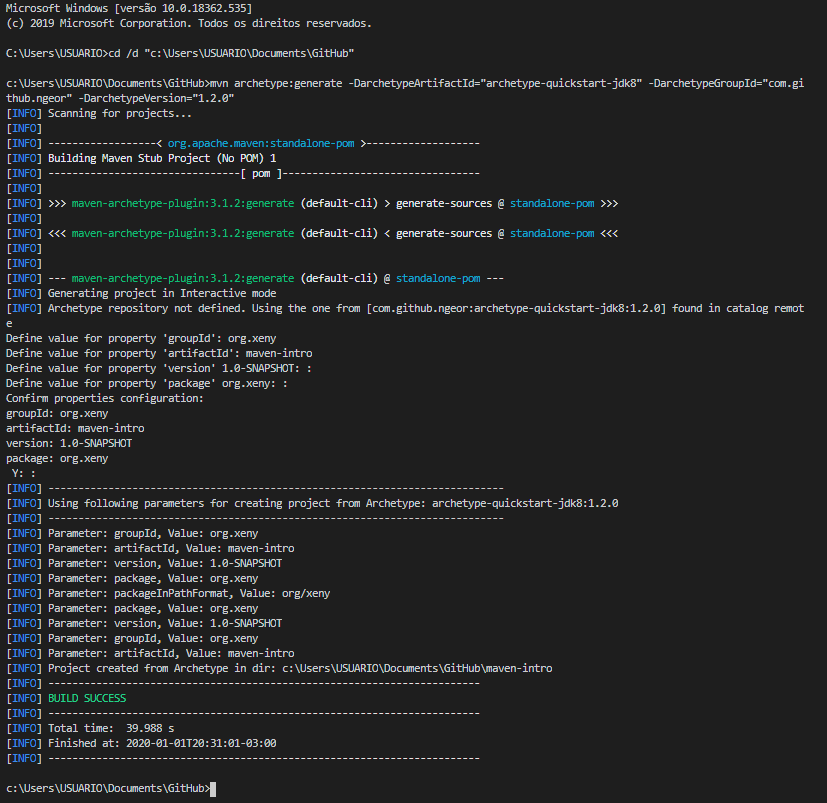 Microsoft Windows [versão 10.0.18362.535]
(c) 2019 Microsoft Corporation. Todos os direitos reservados.
C:\Users\USUARIO>cd /d "c:\Users\USUARIO\Documents\GitHub"
c:\Users\USUARIO\Documents\GitHub>mvn archetype:generate -DarchetypeArtifactId="archetype-quickstart-jdk8" -DarchetypeGroupId="com.gi
thub.ngeor" -DarchetypeVersion="1.2.0"
[INFO] Scanning for projects...
[INFO]
[INFO] ------------------< org.apache.maven:standalone-pom >-------------------
[INFO] Building Maven Stub Project (No POM) 1
[INFO] --------------------------------[ pom ]---------------------------------
[INFO]
[INFO] >>> maven-archetype-plugin:3.1.2:generate (default-cli) > generate-sources @ standalone-pom >>>
[INFO]
[INFO] <<< maven-archetype-plugin:3.1.2:generate (default-cli) < generate-sources @ standalone-pom <<<
[INFO]
[INFO]
[INFO] --- maven-archetype-plugin:3.1.2:generate (default-cli) @ standalone-pom ---
[INFO] Generating project in Interactive mode
[INFO] Archetype repository not defined. Using the one from [com.github.ngeor:archetype-quickstart-jdk8:1.2.0] found in catalog remot
e
Define value for property 'groupId': org.xeny
Define value for property 'artifactId': maven-intro
Define value for property 'version' 1.0-SNAPSHOT: :
Define value for property 'package' org.xeny: :
Confirm properties configuration:
groupId: org.xeny
artifactId: maven-intro
version: 1.0-SNAPSHOT
package: org.xeny
Y: :
[INFO] ----------------------------------------------------------------------------
[INFO] Using following parameters for creating project from Archetype: archetype-quickstart-jdk8:1.2.0
[INFO] ----------------------------------------------------------------------------
[INFO] Parameter: groupId, Value: org.xeny
[INFO] Parameter: artifactId, Value: maven-intro
[INFO] Parameter: version, Value: 1.0-SNAPSHOT
[INFO] Parameter: package, Value: org.xeny
[INFO] Parameter: packageInPathFormat, Value: org/xeny
[INFO] Parameter: package, Value: org.xeny
[INFO] Parameter: version, Value: 1.0-SNAPSHOT
[INFO] Parameter: groupId, Value: org.xeny
[INFO] Parameter: artifactId, Value: maven-intro
[INFO] Project created from Archetype in dir: c:\Users\USUARIO\Documents\GitHub\maven-intro
[INFO] ------------------------------------------------------------------------
[INFO] BUILD SUCCESS
[INFO] ------------------------------------------------------------------------
[INFO] Total time:  39.988 s
[INFO] Finished at: 2020-01-01T20:31:01-03:00
[INFO] ------------------------------------------------------------------------
c:\Users\USUARIO\Documents\GitHub>